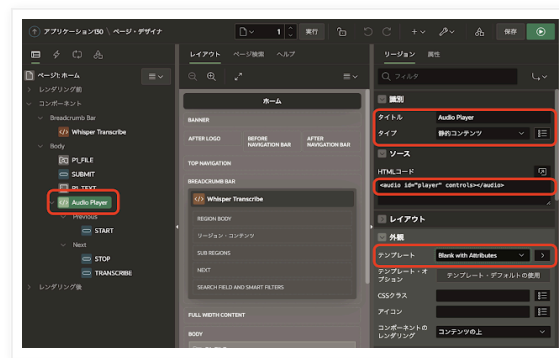 アプリケーション130 \ ページ・デザイナ
1
実行
保存
ページ1: ホーム
レンダリング前
コンポーネント
Breadcrumb Bar
Whisper Transcribe
Body
P1_FILE
SUBMIT
P1_TEXT
Audio Player
Previous
START
Next
STOP
TRANSCRIBE
レンダリング後
レイアウト
ページ検索
ヘルプ
ホーム
BANNER
AFTER LOGO
BEFORE NAVIGATION BAR
AFTER NAVIGATION BAR
TOP NAVIGATION
BREADCRUMB BAR
Whisper Transcribe
REGION BODY
リージョン・コンテンツ
SUB REGIONS
NEXT
SEARCH FIELD AND SMART FILTERS
FULL WIDTH CONTENT
BODY
リージョン
属性
フィルタ
識別
タイトル
Audio Player
タイプ
静的コンテンツ
ソース
HTMLコード
<audio id="player" controls></audio>
レイアウト
外観
テンプレート
Blank with Attributes
テンプレート・オプション
テンプレート・デフォルトの使用
CSSクラス
アイコン
コンポーネントのレンダリング
コンテンツの上